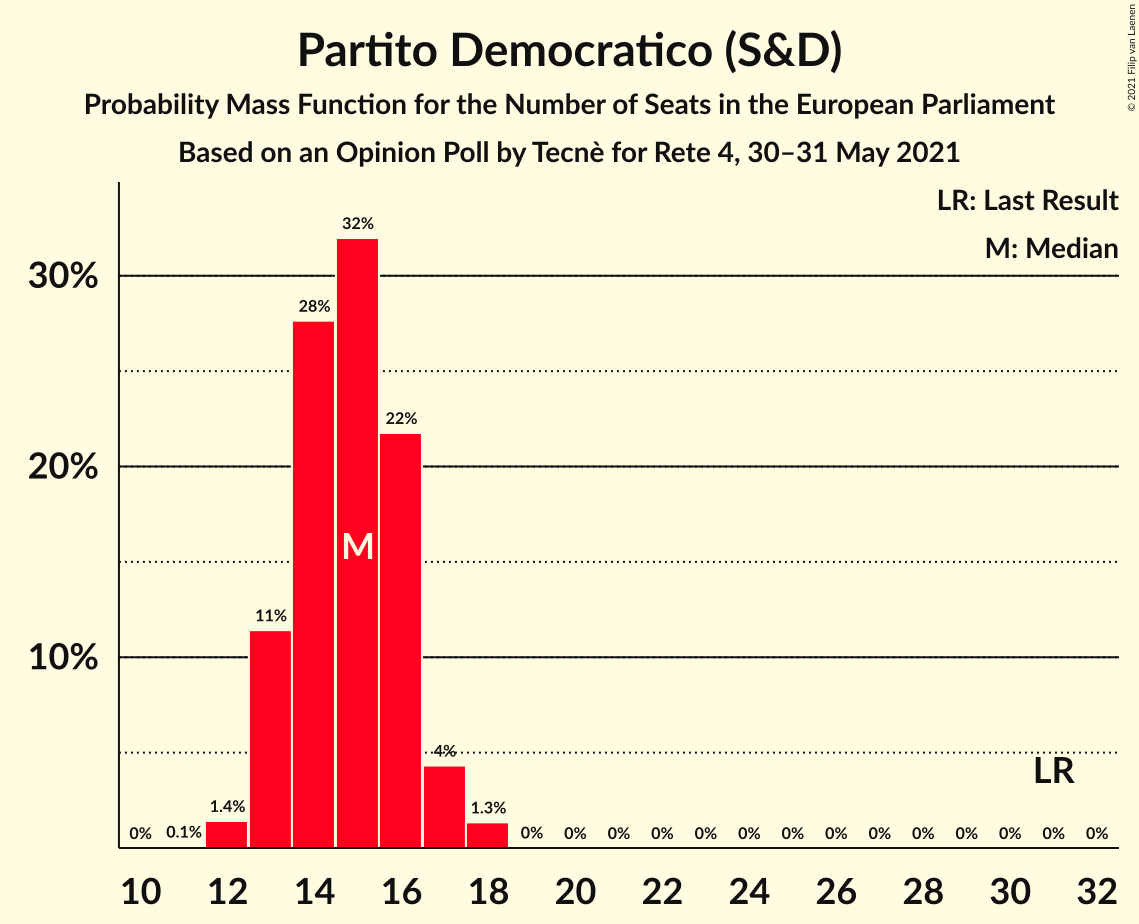 Partito Democratico (S&D)
Probability Mass Function for the Number of Seats in the European Parliament
Based on an Opinion Poll by Tecnè for Rete 4, 30–31 May 2021
© 2021 Filip van Laenen
LR: Last Result
M: Median
30%
20%
10%
0%
0.1%
1.4%
11%
28%
32%
22%
4%
1.3%
0%
0%
0%
0%
0%
0%
0%
0%
0%
0%
0%
0%
0%
0%
M
LR
10 12 14 16 18 20 22 24 26 28 30 32